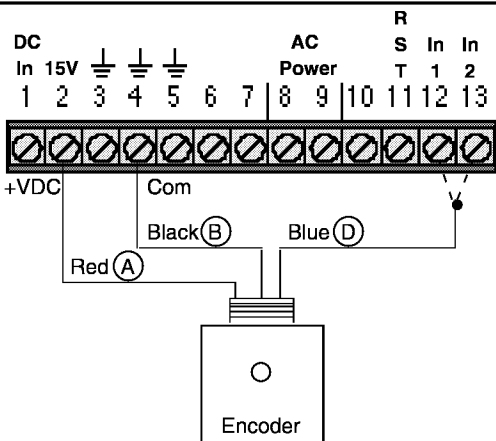 R
DC AC S In In
In 15V Power T 1 2
1 2 3 4 5 6 7 8 9 10 11 12 13
+VDC Com
Black B Blue D
Red A
Encoder